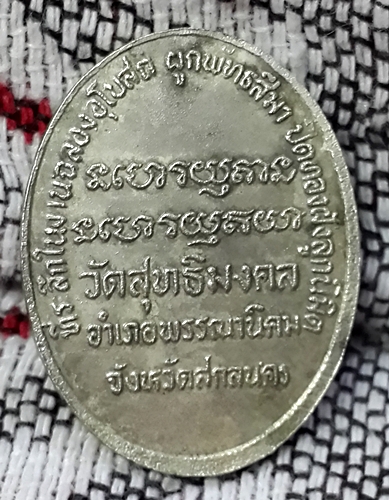 ที่ระลึกในงานฉลองอุโบสถ ผูกพัทธสีมา ปิดทองฝังลูกนิมิต
วัดสุทธิมงคล
อำเภอพรรณานิคม
จังหวัดสกลนคร